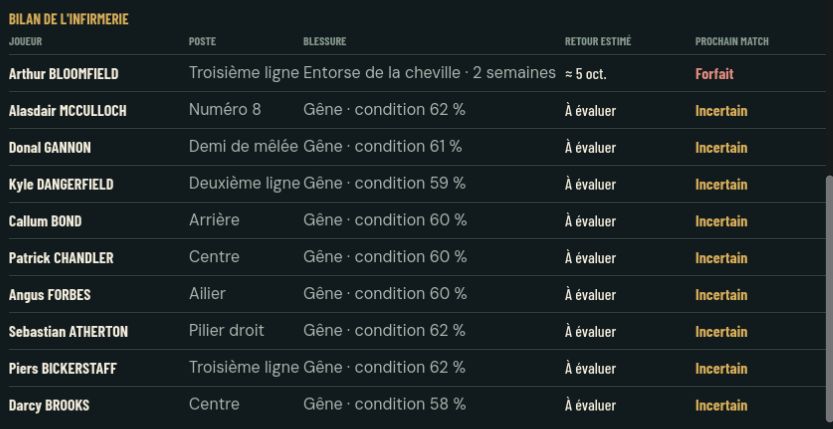 BILAN DE L'INFIRMERIE
JOUEUR POSTE BLESSURE RETOUR ESTIMÉ PROCHAIN MATCH
Arthur BLOOMFIELD Troisième ligne Entorse de la cheville · 2 semaines ≈ 5 oct. Forfait
Alasdair MCCULLOCH Numéro 8 Gêne · condition 62 % À évaluer Incertain
Donal GANNON Demi de mêlée Gêne · condition 61 % À évaluer Incertain
Kyle DANGERFIELD Deuxième ligne Gêne · condition 59 % À évaluer Incertain
Callum BOND Arrière Gêne · condition 60 % À évaluer Incertain
Patrick CHANDLER Centre Gêne · condition 60 % À évaluer Incertain
Angus FORBES Ailier Gêne · condition 60 % À évaluer Incertain
Sebastian ATHERTON Pilier droit Gêne · condition 62 % À évaluer Incertain
Piers BICKERSTAFF Troisième ligne Gêne · condition 62 % À évaluer Incertain
Darcy BROOKS Centre Gêne · condition 58 % À évaluer Incertain